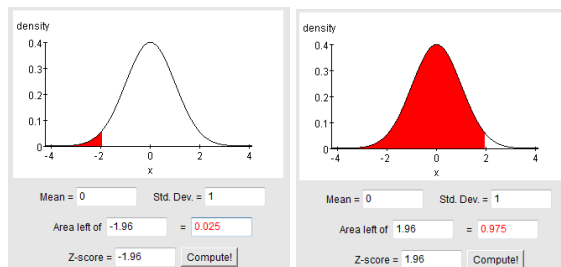 density
0.4
0.3
0.2
0.1
0
-4 -2 0 2 4
x
Mean = 0 Std. Dev. = 1
Area left of -1.96 = 0.025
Z-score = -1.96 Compute!
density
0.4
0.3
0.2
0.1
0
-4 -2 0 2 4
x
Mean = 0 Std. Dev. = 1
Area left of 1.96 = 0.975
Z-score = 1.96 Compute!